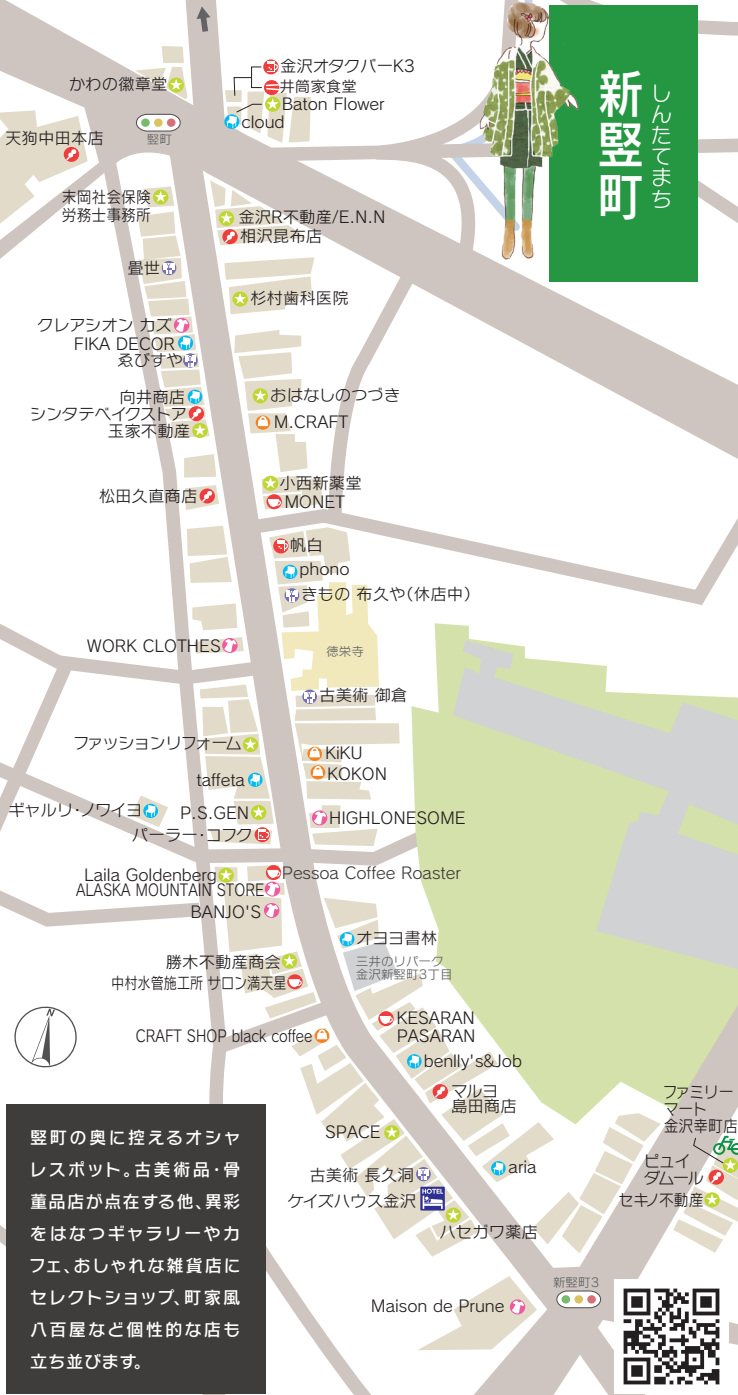 新竪町
しんたてまち
金沢オタクバーK3
井筒家食堂
Baton Flower
cloud
かわの徽章堂
竪町
天狗中田本店
末岡社会保険
労務士事務所
金沢R不動産/E.N.N
相沢昆布店
畳世
杉村歯科医院
クレアシオン カズ
FIKA DECOR
ゑびすや
向井商店
シンタテベイクストア
玉家不動産
おはなしのつづき
M.CRAFT
小西新薬堂
MONET
松田久直商店
帆白
phono
きもの 布久や(休店中)
WORK CLOTHES
徳栄寺
古美術 御倉
ファッションリフォーム
KiKU
KOKON
taffeta
ギャルリ・ノワイヨ
P.S.GEN
パーラー・コフク
HIGHLONESOME
Laila Goldenberg
ALASKA MOUNTAIN STORE
BANJO'S
Pessoa Coffee Roaster
オヨヨ書林
三井のリパーク
金沢新竪町3丁目
勝木不動産商会
中村水管施工所 サロン満天星
N
CRAFT SHOP black coffee
KESARAN
PASARAN
benlly's&Job
マルヨ
島田商店
SPACE
aria
古美術 長久洞
ケイズハウス金沢
HOTEL
ハセガワ薬店
ファミリー
マート
金沢幸町店
ピュイ
ダムール
セキノ不動産
新竪町3
Maison de Prune
竪町の奥に控えるオシャ
レスポット。古美術品・骨
董品店が点在する他、異彩
をはなつギャラリーやカ
フェ、おしゃれな雑貨店に
セレクトショップ、町家風
八百屋など個性的な店も
立ち並びます。